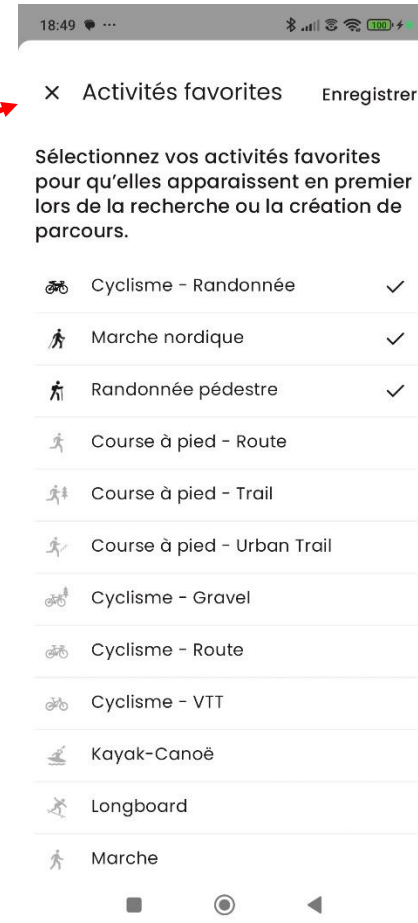 18:49 ...
100
Activités favorites Enregistrer
Sélectionnez vos activités favorites
pour qu'elles apparaissent en premier
lors de la recherche ou la création de
parcours.
Cyclisme - Randonnée
Marche nordique
Randonnée pédestre
Course à pied - Route
Course à pied - Trail
Course à pied - Urban Trail
Cyclisme - Gravel
Cyclisme - Route
Cyclisme - VTT
Kayak-Canoë
Longboard
Marche